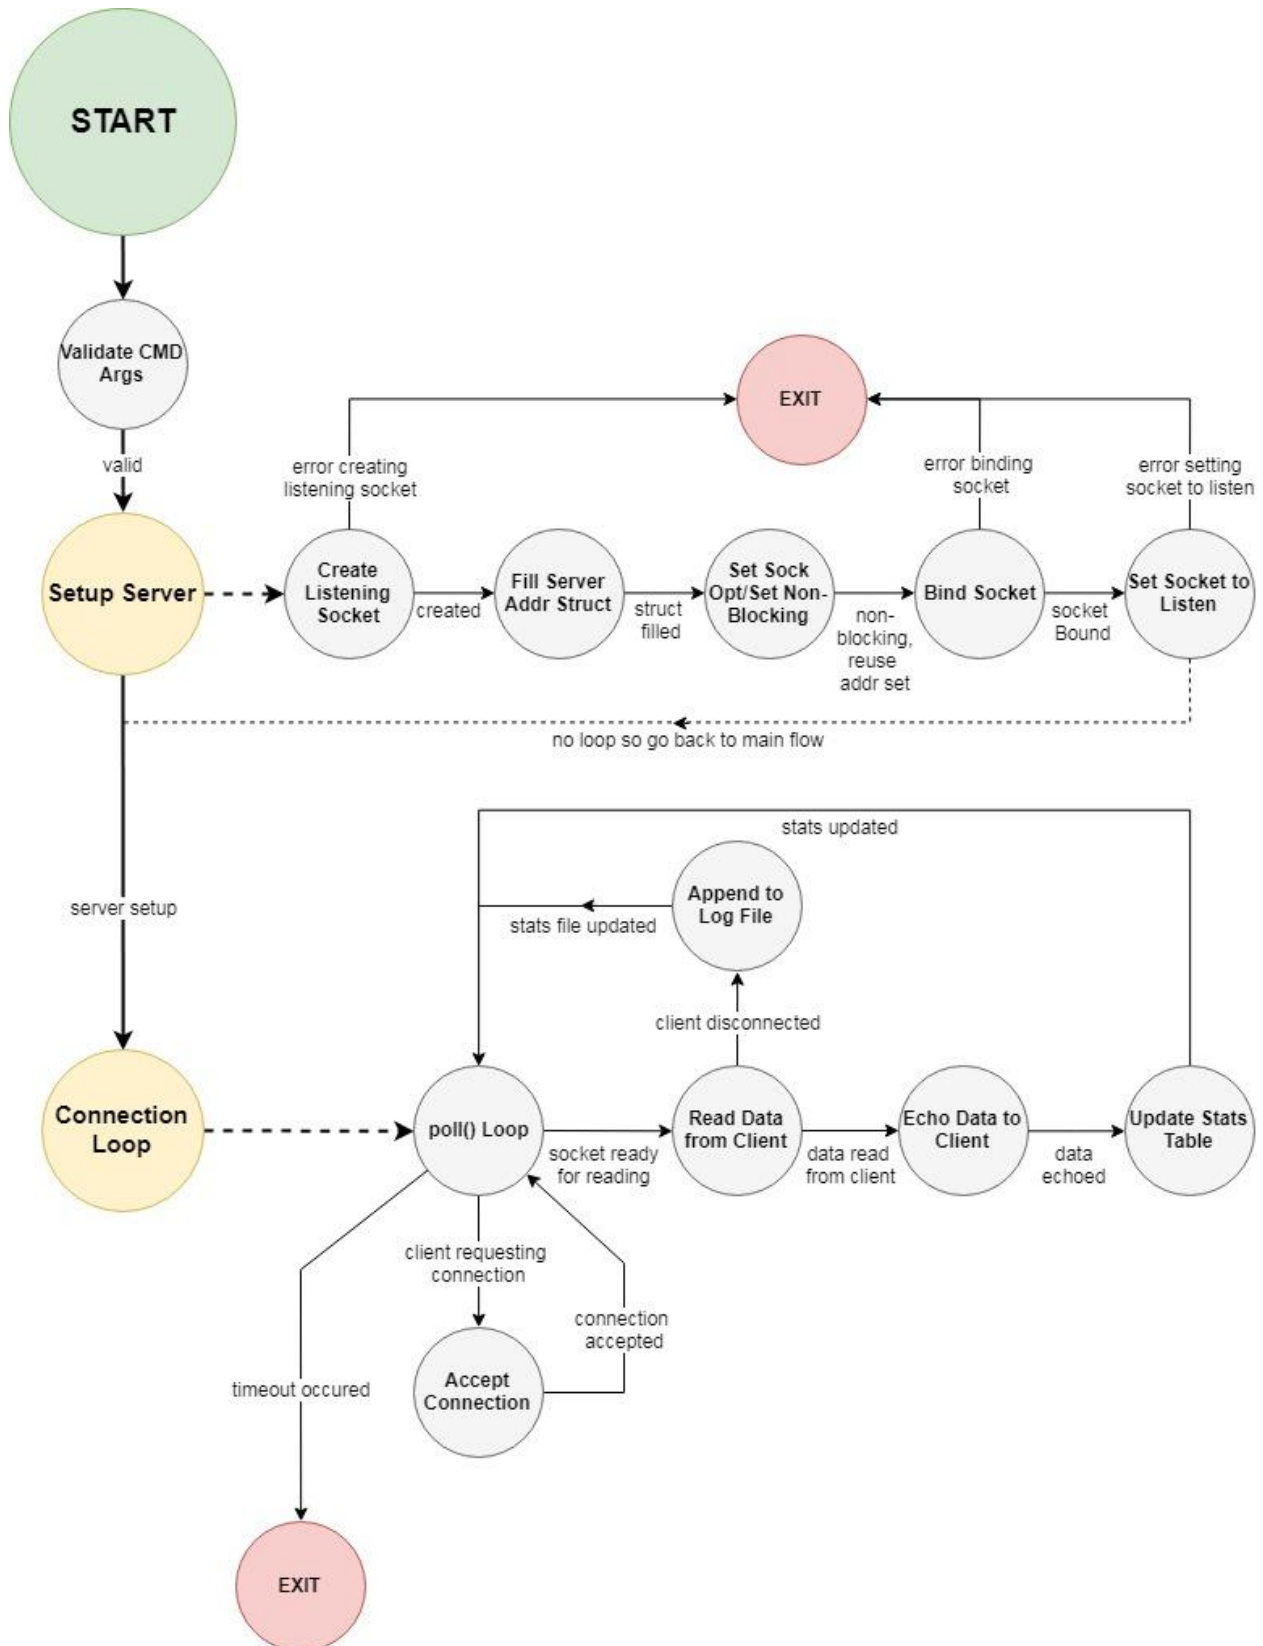 START
Validate CMD
Args
valid
EXIT
error creating
listening socket
error binding
socket
error setting
socket to listen
Setup Server
Create
Listening
Socket
created
Fill Server
Addr Struct
struct
filled
Set Sock
Opt/Set Non-
Blocking
non-
blocking,
reuse
addr set
Bind Socket
socket
Bound
Set Socket to
Listen
no loop so go back to main flow
stats updated
Append to
Log File
stats file updated
server setup
client disconnected
Connection
Loop
poll() Loop
socket ready
for reading
Read Data
from Client
data read
from client
Echo Data to
Client
data
echoed
Update Stats
Table
client requesting
connection
connection
accepted
timeout occured
Accept
Connection
EXIT